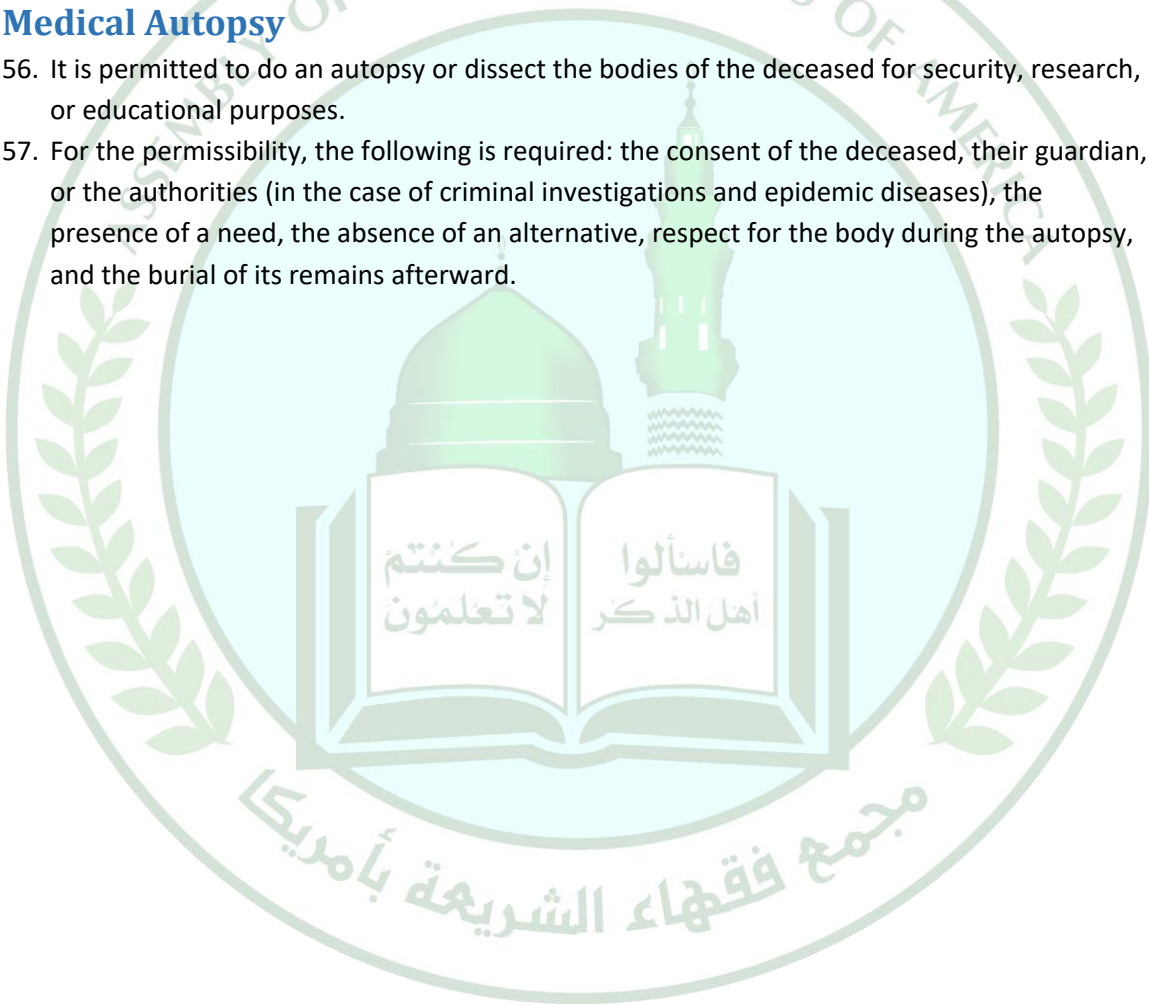 Medical Autopsy
56. It is permitted to do an autopsy or dissect the bodies of the deceased for security, research,
or educational purposes.
57. For the permissibility, the following is required: the consent of the deceased, their guardian,
or the authorities (in the case of criminal investigations and epidemic diseases), the
presence of a need, the absence of an alternative, respect for the body during the autopsy,
and the burial of its remains afterward.
ASSEMBLY OF
OF AMERICA
فاسألوا
أهل الذكر
إن كنتم
لا تعلمون
مجمع فقهاء الشريعة بأمريكا